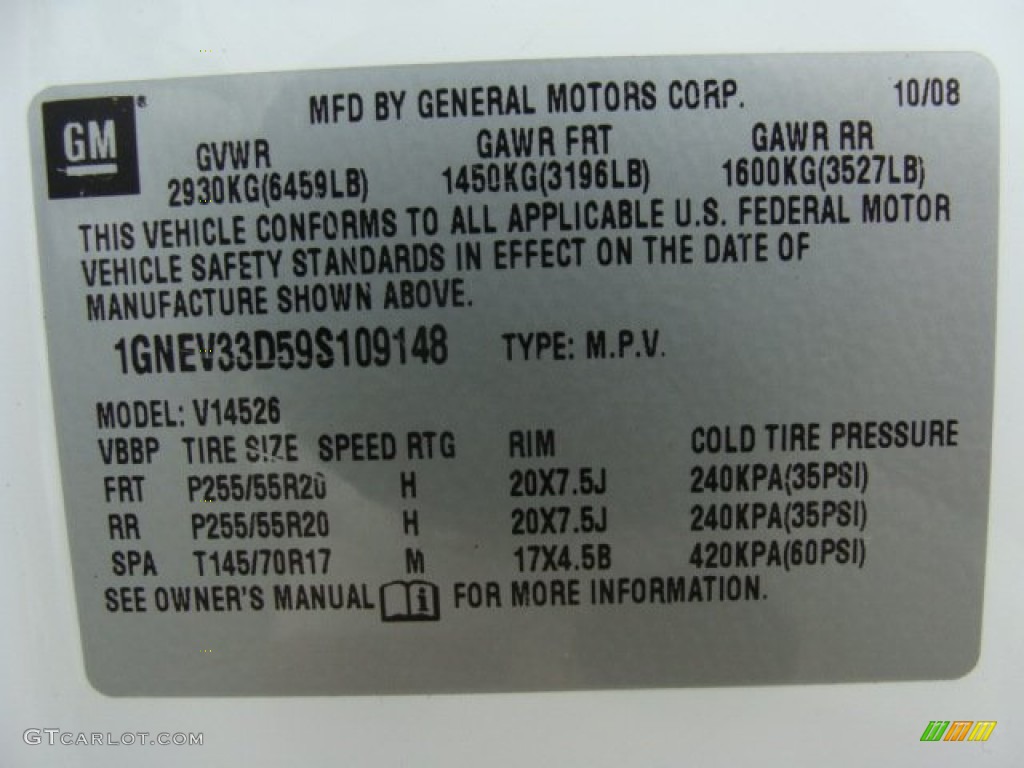 GM®
MFD BY GENERAL MOTORS CORP. 10/08
GVWR GAWR FRT GAWR RR
2930KG(6459LB) 1450KG(3196LB) 1600KG(3527LB)
THIS VEHICLE CONFORMS TO ALL APPLICABLE U.S. FEDERAL MOTOR
VEHICLE SAFETY STANDARDS IN EFFECT ON THE DATE OF
MANUFACTURE SHOWN ABOVE.
1GNEV33D59S109148 TYPE: M.P.V.
MODEL: V14526
VBBP TIRE SIZE SPEED RTG RIM COLD TIRE PRESSURE
FRT P255/55R20 H 20X7.5J 240KPA(35PSI)
RR P255/55R20 H 20X7.5J 240KPA(35PSI)
SPA T145/70R17 M 17X4.5B 420KPA(60PSI)
SEE OWNER'S MANUAL i FOR MORE INFORMATION.
GTCARLOT.COM